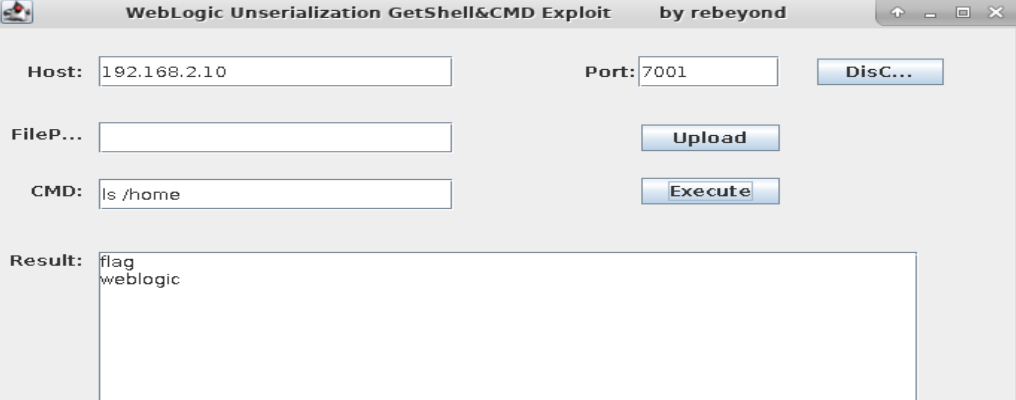 WebLogic Unserialization GetShell&CMD Exploit by rebeyond
Host: 192.168.2.10 Port: 7001 DisC...
FileP... Upload
CMD: ls /home Execute
Result: flag
weblogic